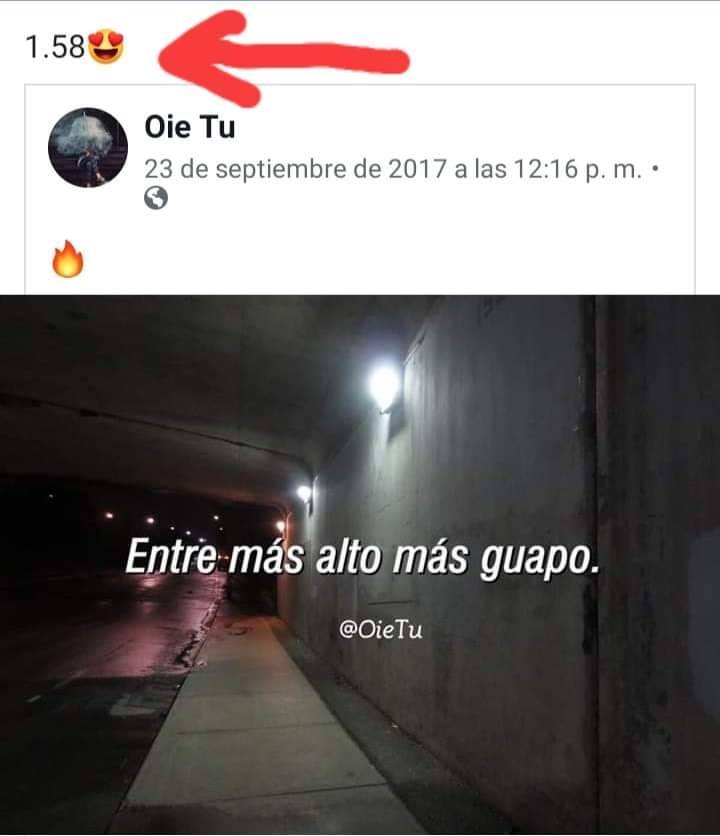 1.58😍
Oie Tu
23 de septiembre de 2017 a las 12:16 p. m. •
🔥
Entre más alto más guapo.
@OieTu